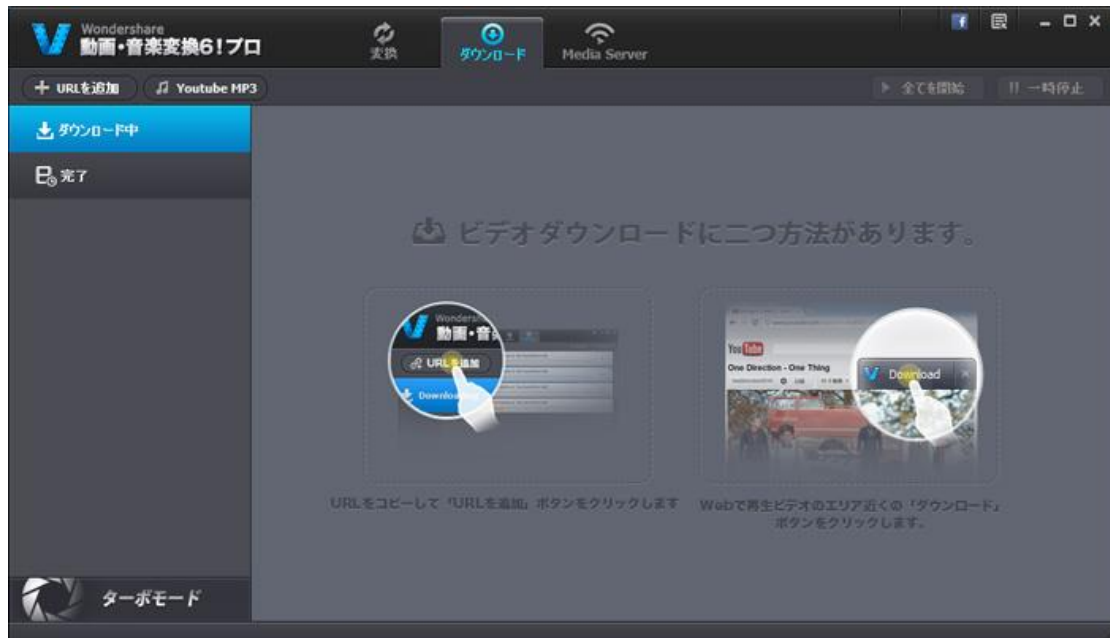 Wondershare
動画・音楽変換6!プロ
変換
ダウンロード
Media Server
URLを追加
Youtube MP3
全てを開始
一時停止
ダウンロード中
完了
ビデオダウンロードに二つ方法があります。
Wonders
動画・音
URLを追加
Downloading
You Tube
One Direction - One Thing
Download
URLをコピーして「URLを追加」ボタンをクリックします
Webで再生ビデオのエリア近くの「ダウンロード」
ボタンをクリックします。
ターボモード